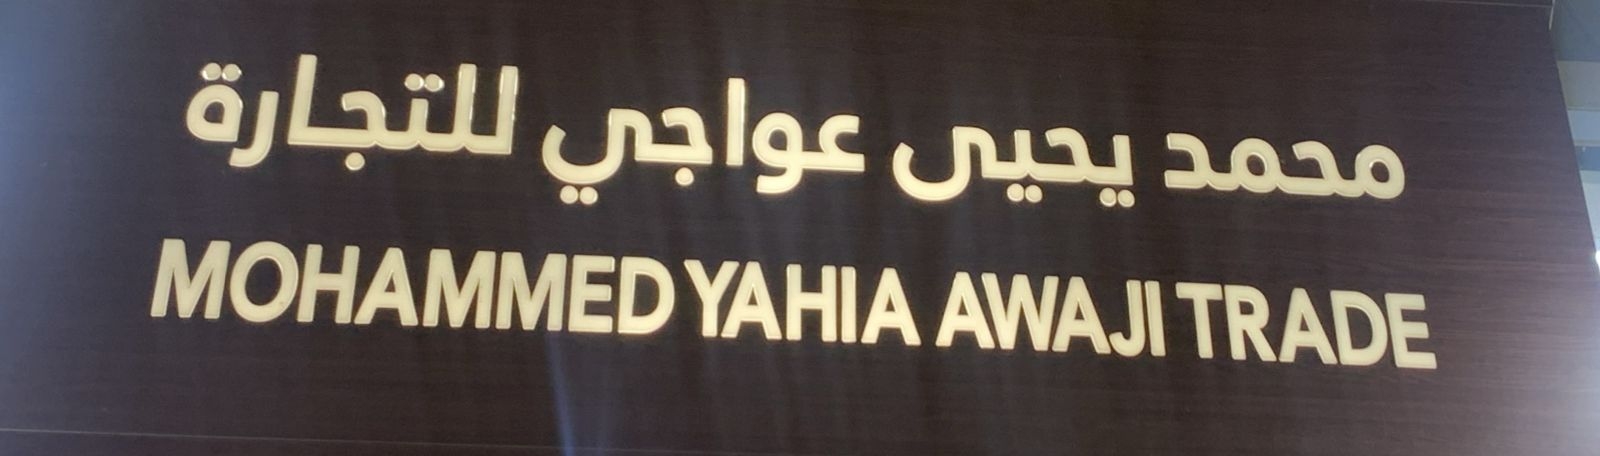 محمد يحيى عواجي للتجارة
MOHAMMED YAHIA AWAJI TRADE